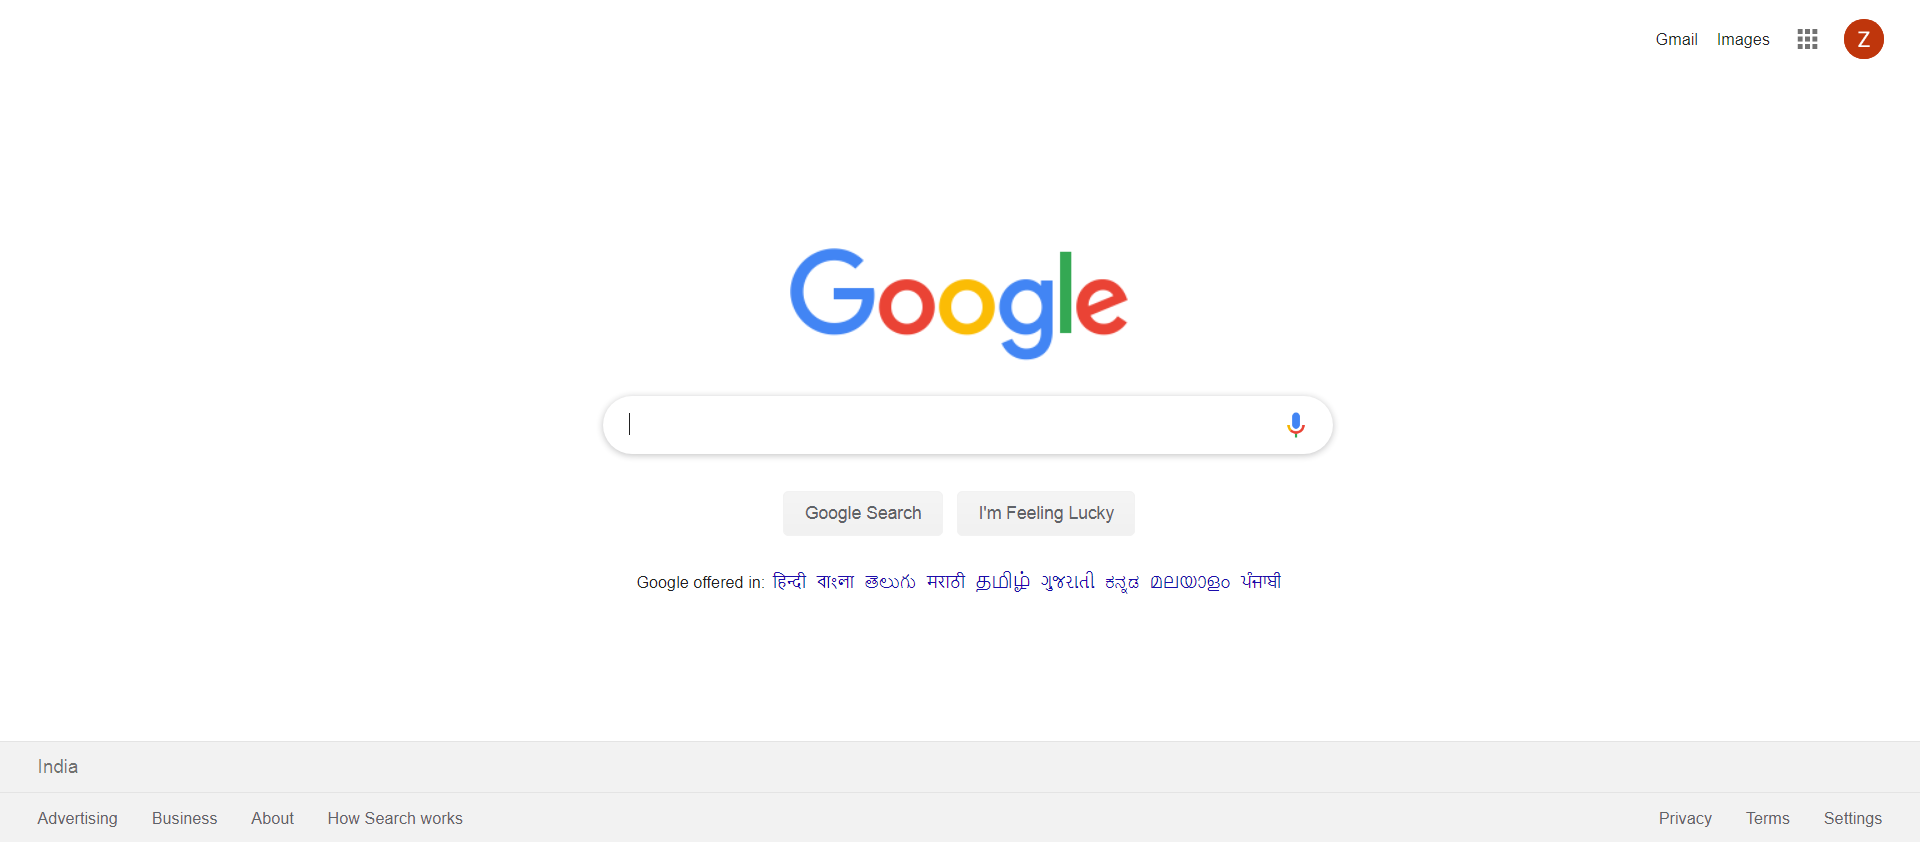 Gmail Images Z
Google
Google Search I'm Feeling Lucky
Google offered in: हिन्दी বাংলা తెలుగు मराठी தமிழ் ગુજરાતી ಕನ್ನಡ മലയാളം ਪੰਜਾਬੀ
India
Advertising Business About How Search works Privacy Terms Settings